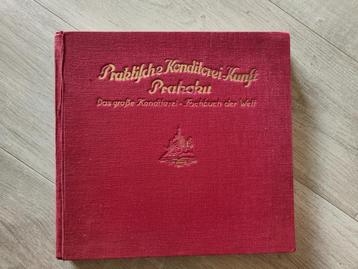 Praktische Konditorei-Kunst
Prakoku
Das große Konditorei-Fachbuch der Welt